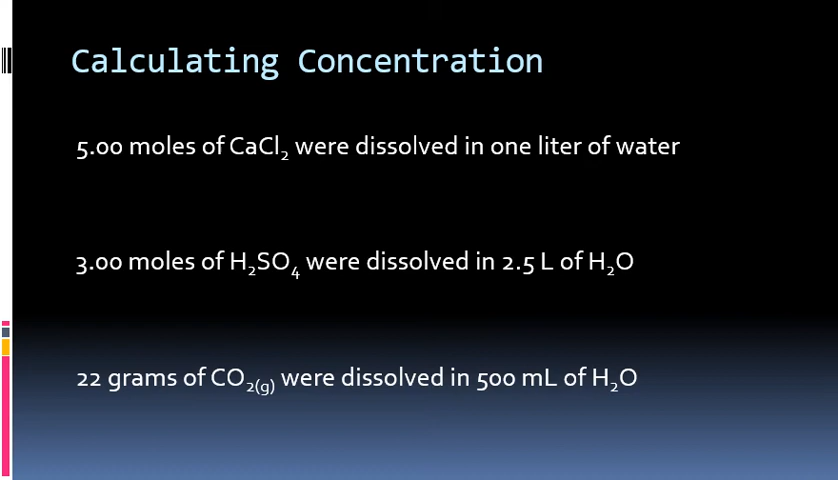 Calculating Concentration
5.00 moles of CaCl₂ were dissolved in one liter of water
3.00 moles of H₂SO₄ were dissolved in 2.5 L of H₂O
22 grams of CO₂₍g₎ were dissolved in 500 mL of H₂O